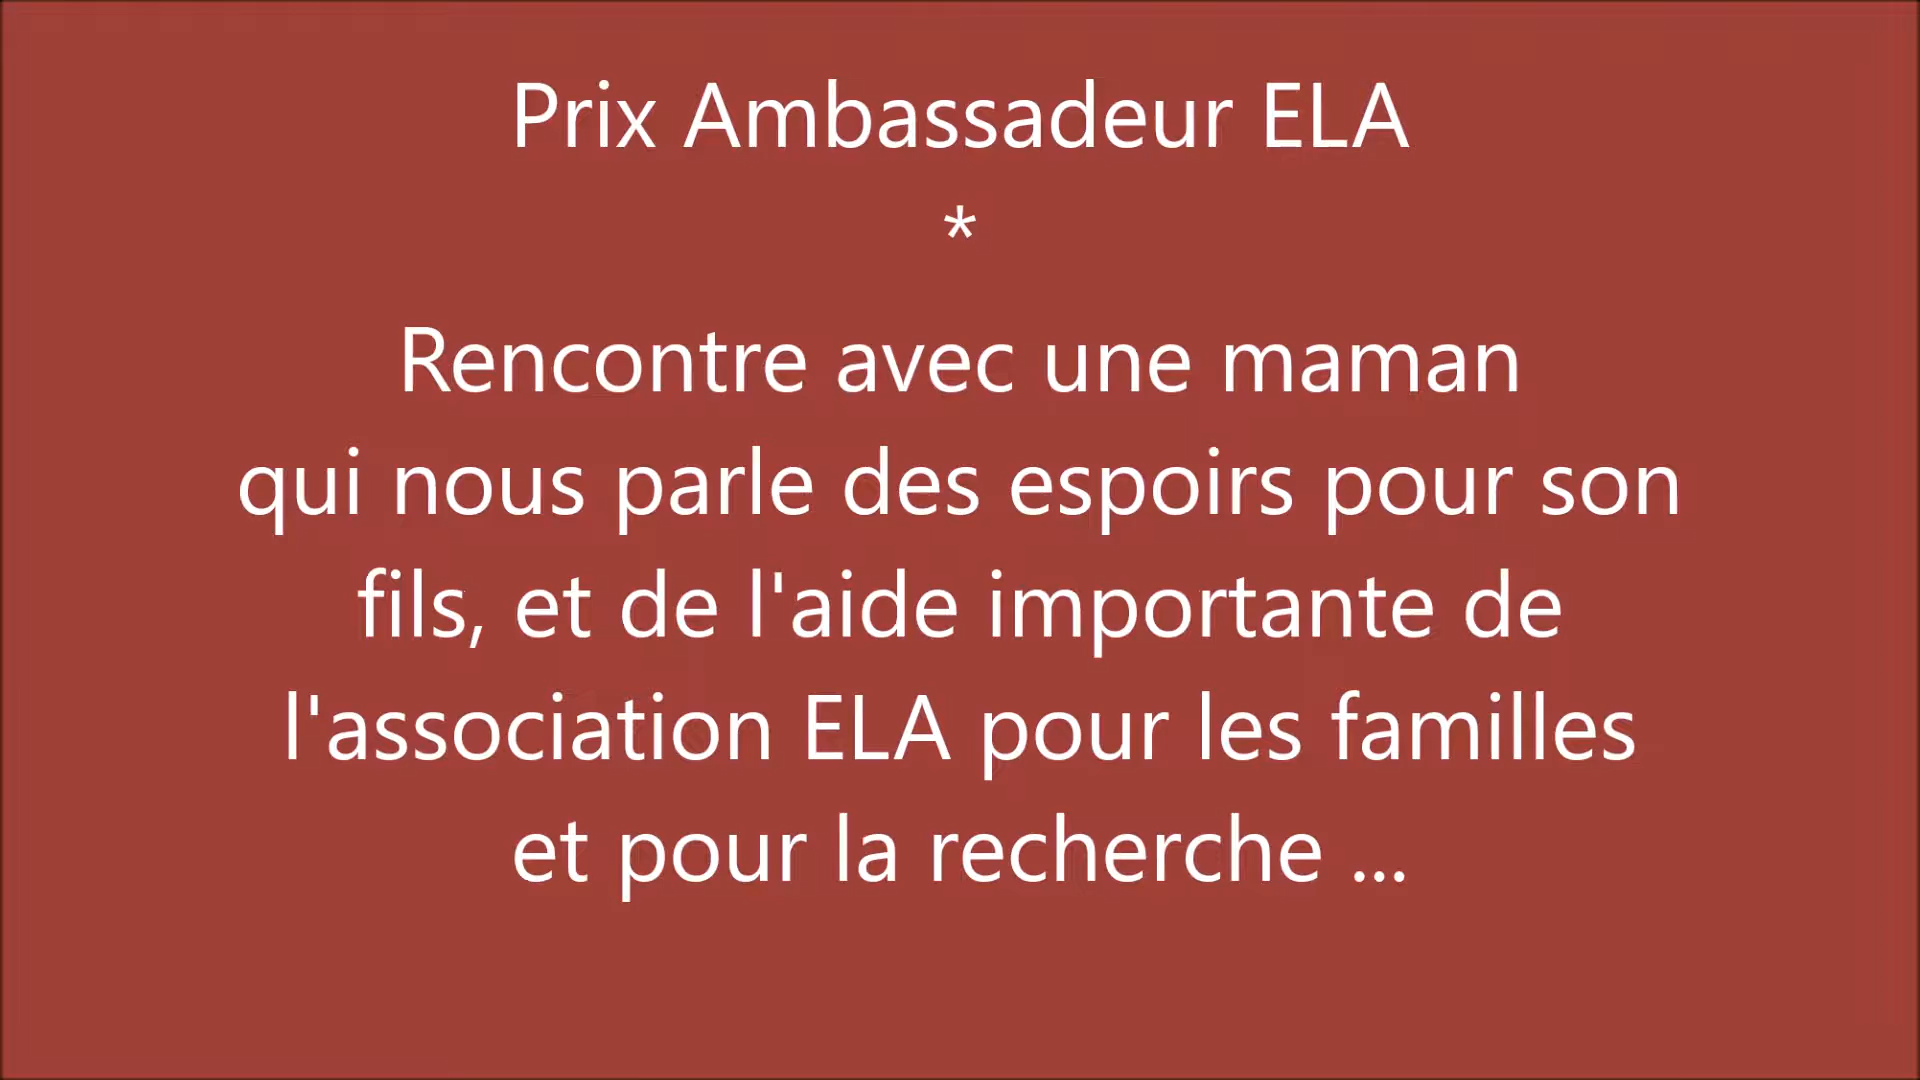 Prix Ambassadeur ELA
*
Rencontre avec une maman
qui nous parle des espoirs pour son
fils, et de l'aide importante de
l'association ELA pour les familles
et pour la recherche ...